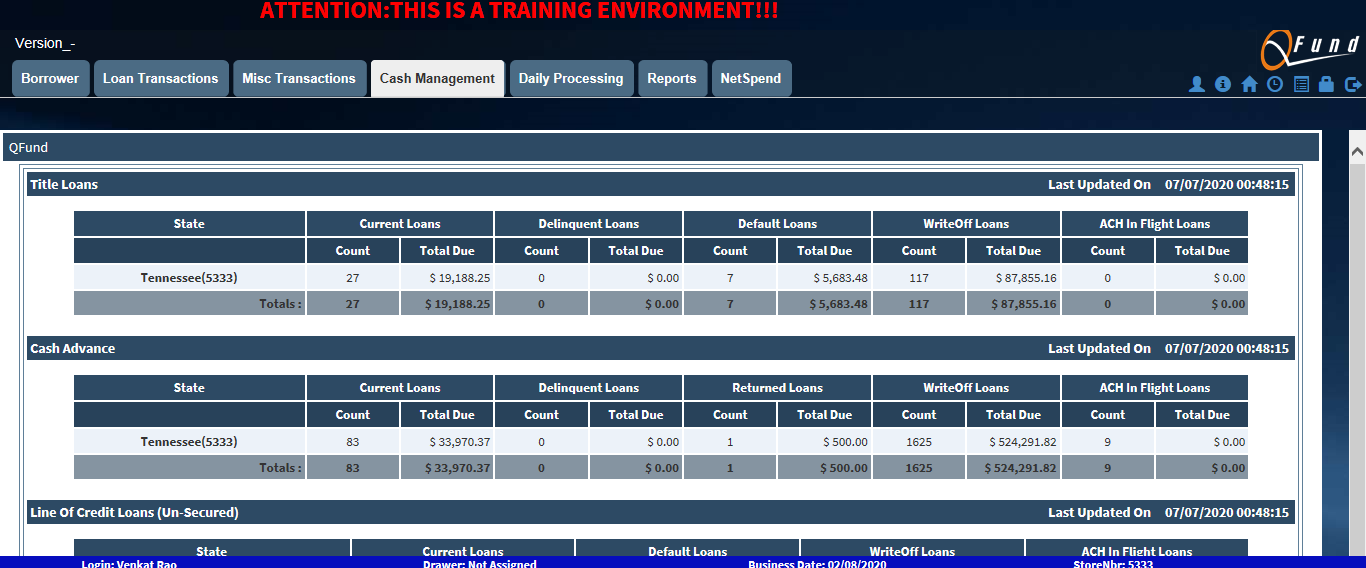 ATTENTION:THIS IS A TRAINING ENVIRONMENT!!!
Version_-
QFund
Borrower Loan Transactions Misc Transactions Cash Management Daily Processing Reports NetSpend
QFund
Title Loans Last Updated On 07/07/2020 00:48:15
State Current Loans Delinquent Loans Default Loans WriteOff Loans ACH In Flight Loans
Count Total Due Count Total Due Count Total Due Count Total Due Count Total Due
Tennessee(5333) 27 $ 19,188.25 0 $ 0.00 7 $ 5,683.48 117 $ 87,855.16 0 $ 0.00
Totals : 27 $ 19,188.25 0 $ 0.00 7 $ 5,683.48 117 $ 87,855.16 0 $ 0.00
Cash Advance Last Updated On 07/07/2020 00:48:15
State Current Loans Delinquent Loans Returned Loans WriteOff Loans ACH In Flight Loans
Count Total Due Count Total Due Count Total Due Count Total Due Count Total Due
Tennessee(5333) 83 $ 33,970.37 0 $ 0.00 1 $ 500.00 1625 $ 524,291.82 9 $ 0.00
Totals : 83 $ 33,970.37 0 $ 0.00 1 $ 500.00 1625 $ 524,291.82 9 $ 0.00
Line Of Credit Loans (Un-Secured) Last Updated On 07/07/2020 00:48:15
State Current Loans Default Loans WriteOff Loans ACH In Flight Loans
Login: Venkat Rao Drawer: Not Assigned Business Date: 02/08/2020 StoreNbr: 5333